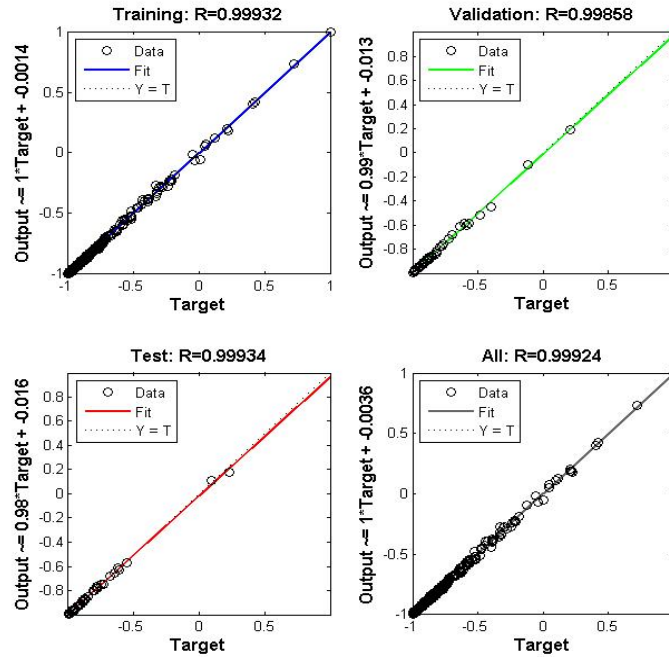 Training: R=0.99932
Output ~= 1*Target + -0.0014
1
0.5
0
-0.5
-1
Data
Fit
Y = T
-1 -0.5 0 0.5 1
Target
Validation: R=0.99858
Output ~= 0.99*Target + -0.013
0.8
0.6
0.4
0.2
0
-0.2
-0.4
-0.6
-0.8
Data
Fit
Y = T
-0.5 0 0.5
Target
Test: R=0.99934
Output ~= 0.98*Target + -0.016
0.8
0.6
0.4
0.2
0
-0.2
-0.4
-0.6
-0.8
Data
Fit
Y = T
-0.5 0 0.5
Target
All: R=0.99924
Output ~= 1*Target + -0.0036
1
0.5
0
-0.5
-1
Data
Fit
Y = T
-1 -0.5 0 0.5
Target